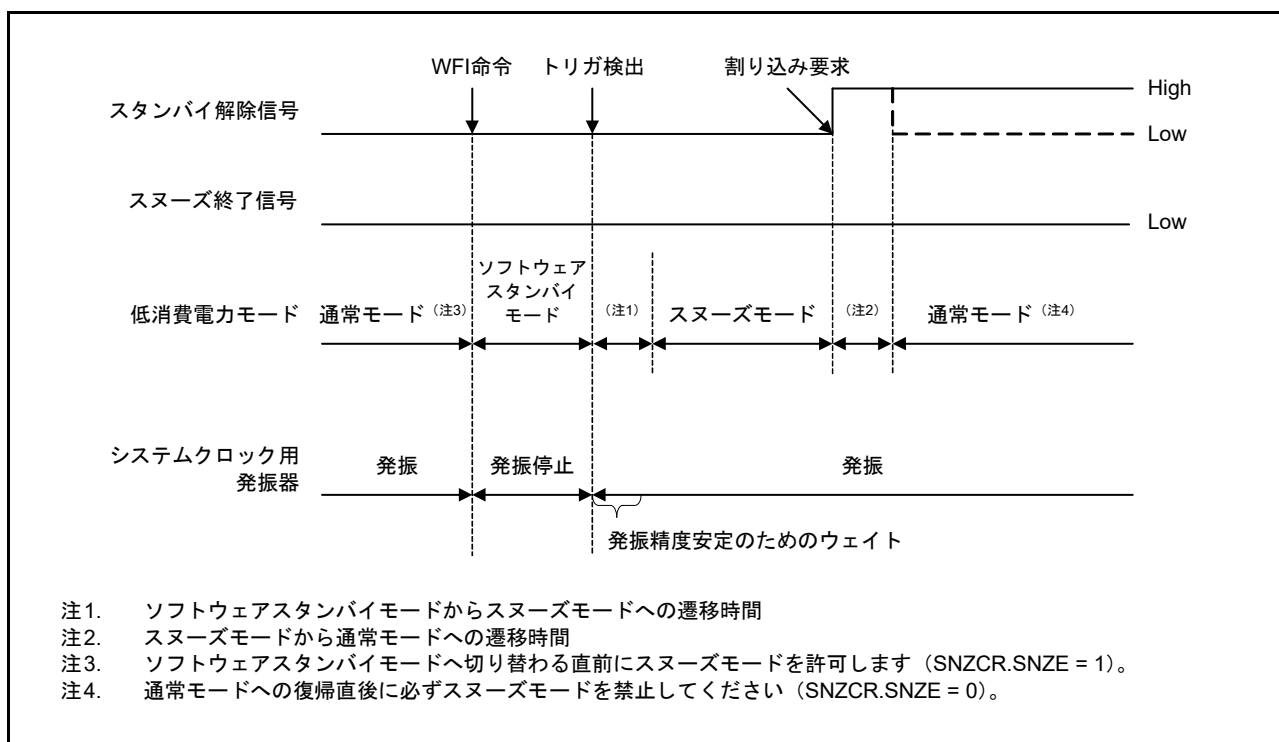 WFI命令 トリガ検出 割り込み要求
スタンバイ解除信号
High
Low
スヌーズ終了信号
Low
低消費電力モード
通常モード（注3）
ソフトウェア
スタンバイ
モード
（注1）
スヌーズモード
（注2）
通常モード（注4）
システムクロック用
発振器
発振
発振停止
発振
発振精度安定のためのウェイト
注1. ソフトウェアスタンバイモードからスヌーズモードへの遷移時間
注2. スヌーズモードから通常モードへの遷移時間
注3. ソフトウェアスタンバイモードへ切り替わる直前にスヌーズモードを許可します（SNZCR.SNZE = 1）。
注4. 通常モードへの復帰直後に必ずスヌーズモードを禁止してください（SNZCR.SNZE = 0）。